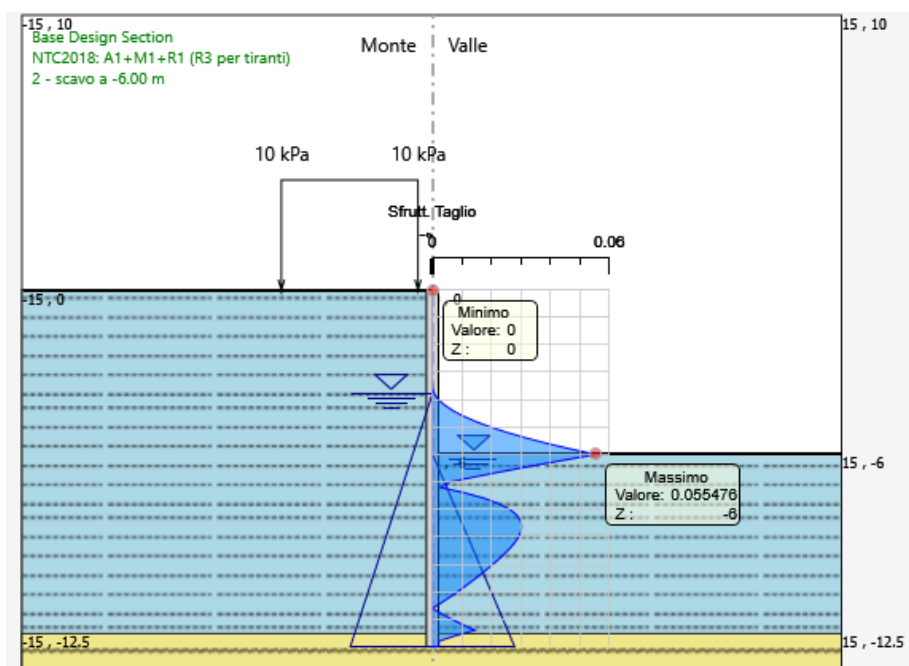 -15 , 10
15 , 10
Base Design Section
NTC2018: A1+M1+R1 (R3 per tiranti)
2 - scavo a -6.00 m
Monte
Valle
10 kPa
10 kPa
Sfrutt. Taglio
0
0.06
-15 , 0
0
Minimo
Valore: 0
Z : 0
15 , -6
Massimo
Valore: 0.055476
Z : -6
-15 , -12.5
15 , -12.5